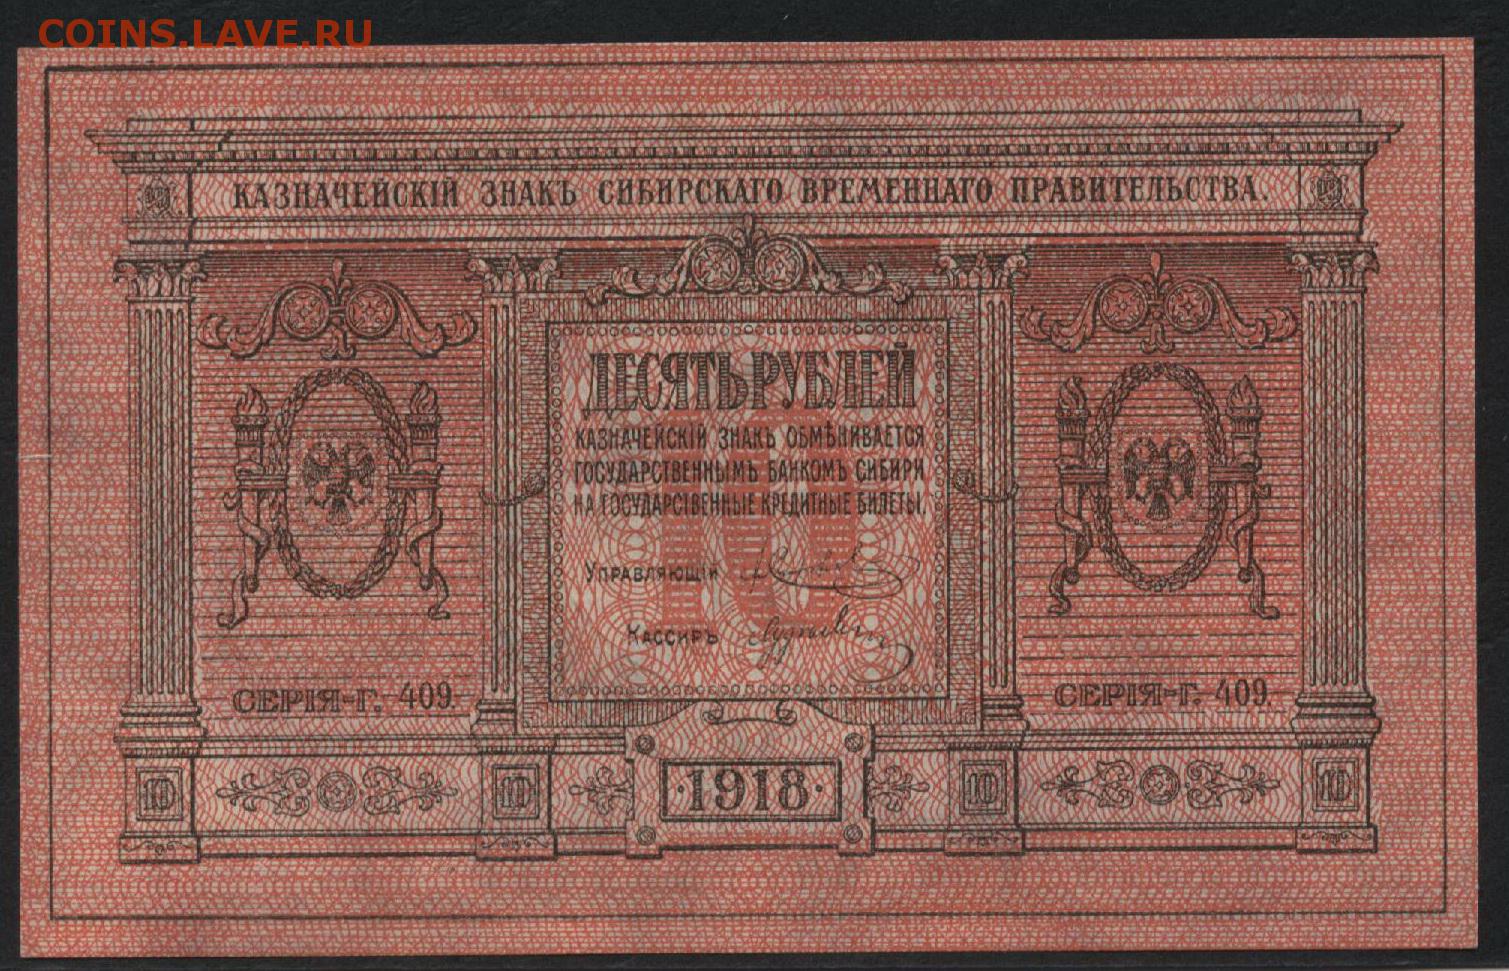 COINS.LAVE.RU
КАЗНАЧЕЙСКІЙ ЗНАКЪ СИБИРСКАГО ВРЕМЕННАГО ПРАВИТЕЛЬСТВА.
ДЕСЯТЬ РУБЛЕЙ
КАЗНАЧЕЙСКІЙ ЗНАКЪ ОБМѢНИВАЕТСЯ
ГОСУДАРСТВЕННЫМЪ БАНКОМЪ СИБИРИ
НА ГОСУДАРСТВЕННЫЕ КРЕДИТНЫЕ БИЛЕТЫ.
10
УПРАВЛЯЮЩІЙ
КАССИРЪ
СЕРІЯ-Г. 409.
СЕРІЯ-Г. 409.
10
10
·1918·
10
10